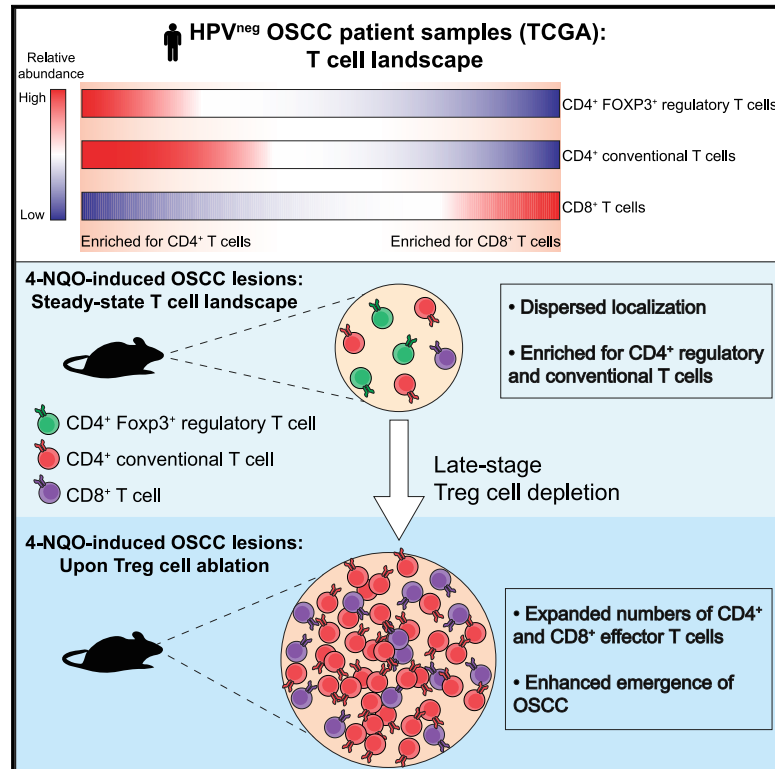 HPVneg OSCC patient samples (TCGA):
T cell landscape
Relative
abundance
High
Low
CD4+ FOXP3+ regulatory T cells
CD4+ conventional T cells
CD8+ T cells
Enriched for CD4+ T cells
Enriched for CD8+ T cells
4-NQO-induced OSCC lesions:
Steady-state T cell landscape
• Dispersed localization
• Enriched for CD4+ regulatory
and conventional T cells
CD4+ Foxp3+ regulatory T cell
CD4+ conventional T cell
CD8+ T cell
Late-stage
Treg cell depletion
4-NQO-induced OSCC lesions:
Upon Treg cell ablation
• Expanded numbers of CD4+
and CD8+ effector T cells
• Enhanced emergence of
OSCC